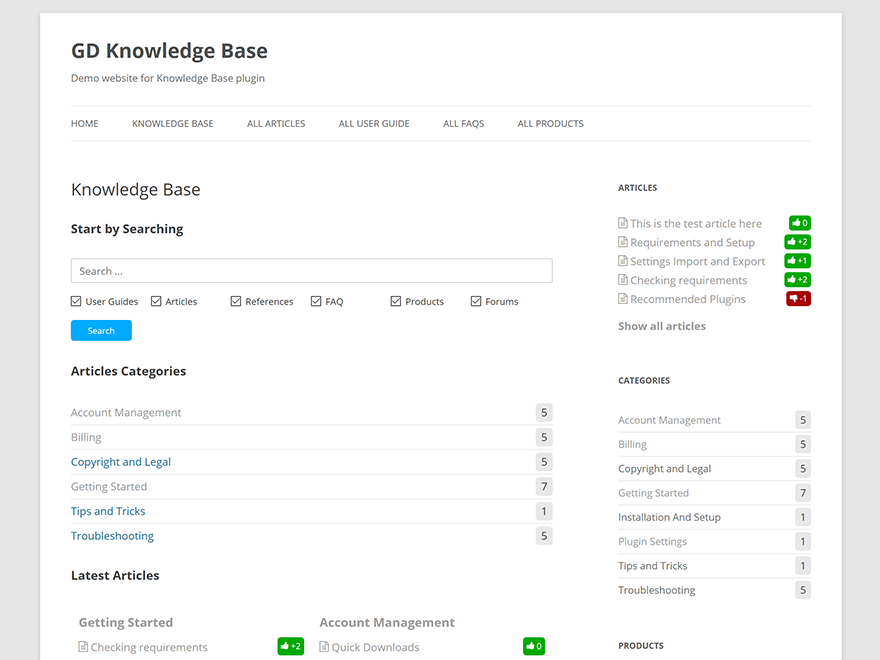 GD Knowledge Base
Demo website for Knowledge Base plugin
HOME KNOWLEDGE BASE ALL ARTICLES ALL USER GUIDE ALL FAQS ALL PRODUCTS
Knowledge Base
Start by Searching
Search ...
User Guides Articles References FAQ Products Forums
Search
Articles Categories
Account Management 5
Billing 5
Copyright and Legal 5
Getting Started 7
Tips and Tricks 1
Troubleshooting 5
Latest Articles
Getting Started
Checking requirements +2
Account Management
Quick Downloads 0
ARTICLES
This is the test article here 0
Requirements and Setup +2
Settings Import and Export +1
Checking requirements +2
Recommended Plugins -1
Show all articles
CATEGORIES
Account Management 5
Billing 5
Copyright and Legal 5
Getting Started 7
Installation And Setup 1
Plugin Settings 1
Tips and Tricks 1
Troubleshooting 5
PRODUCTS